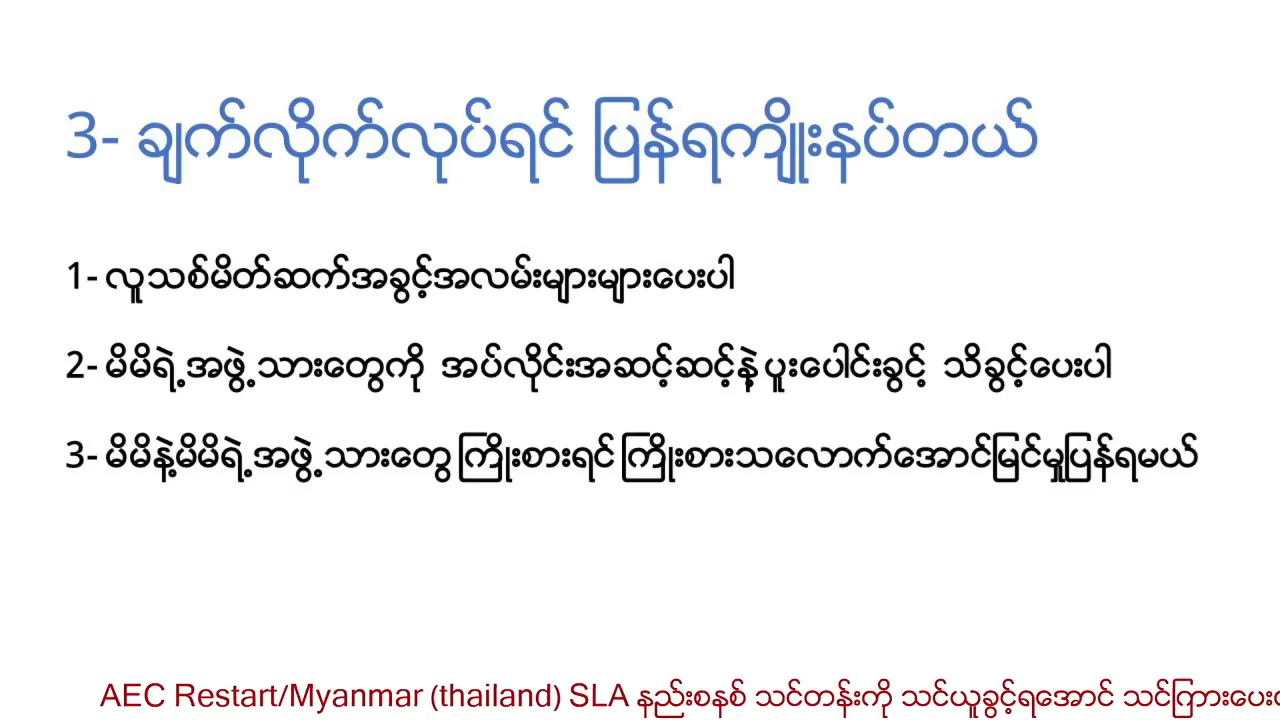 3- ချက်လိုက်လုပ်ရင် ပြန်ရကျိုးနပ်တယ်
1- လူသစ်မိတ်ဆက်အခွင့်အလမ်းများများပေးပါ
2- မိမိရဲ့အဖွဲ့သားတွေကို အပ်လိုင်းအဆင့်ဆင့်နဲ့ပူးပေါင်းခွင့် သိခွင့်ပေးပါ
3- မိမိနဲ့မိမိရဲ့အဖွဲ့သားတွေ ကြိုးစားရင် ကြိုးစားသလောက်အောင်မြင်မှုပြန်ရမယ်
AEC Restart/Myanmar (thailand) SLA နည်းစနစ် သင်တန်းကို သင်ယူခွင့်ရအောင် သင်ကြားပေး